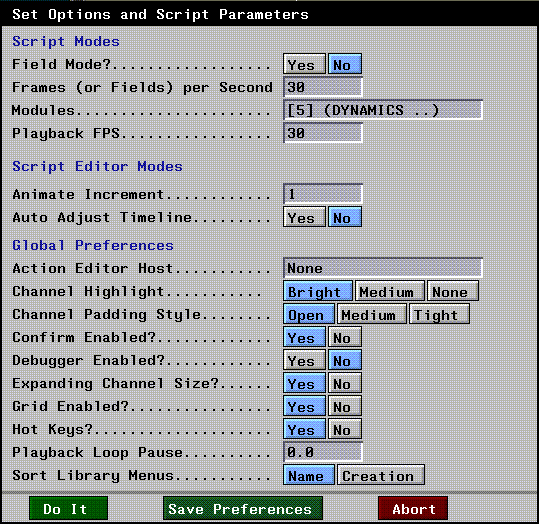 Set Options and Script Parameters
Script Modes
Field Mode?.................. Yes No
Frames (or Fields) per Second 30
Modules...................... [5] (DYNAMICS ..)
Playback FPS................. 30
Script Editor Modes
Animate Increment............ 1
Auto Adjust Timeline......... Yes No
Global Preferences
Action Editor Host........... None
Channel Highlight............ Bright Medium None
Channel Padding Style........ Open Medium Tight
Confirm Enabled?............. Yes No
Debugger Enabled?............ Yes No
Expanding Channel Size?...... Yes No
Grid Enabled?................ Yes No
Hot Keys?.................... Yes No
Playback Loop Pause.......... 0.0
Sort Library Menus........... Name Creation
Do It Save Preferences Abort